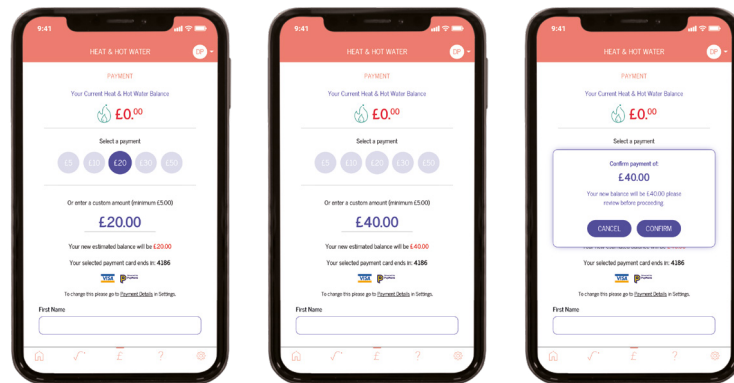 9:41
HEAT & HOT WATER
DP
PAYMENT
Your Current Heat & Hot Water Balance
£0.00
Select a payment
£5 £10 £20 £30 £50
Or enter a custom amount (minimum £5.00)
£20.00
Your new estimated balance will be £20.00
Your selected payment card ends in: 4186
VISA
To change this please go to Payment Details in Settings.
First Name
£ ?
9:41
HEAT & HOT WATER
DP
PAYMENT
Your Current Heat & Hot Water Balance
£0.00
Select a payment
£5 £10 £20 £30 £50
Or enter a custom amount (minimum £5.00)
£40.00
Your new estimated balance will be £40.00
Your selected payment card ends in: 4186
VISA
To change this please go to Payment Details in Settings.
First Name
£ ?
9:41
HEAT & HOT WATER
DP
PAYMENT
Your Current Heat & Hot Water Balance
£0.00
Select a payment
Confirm payment of:
£40.00
Your new balance will be £40.00 please
review before proceeding.
CANCEL CONFIRM
Your selected payment card ends in: 4186
VISA
To change this please go to Payment Details in Settings.
First Name
£ ?